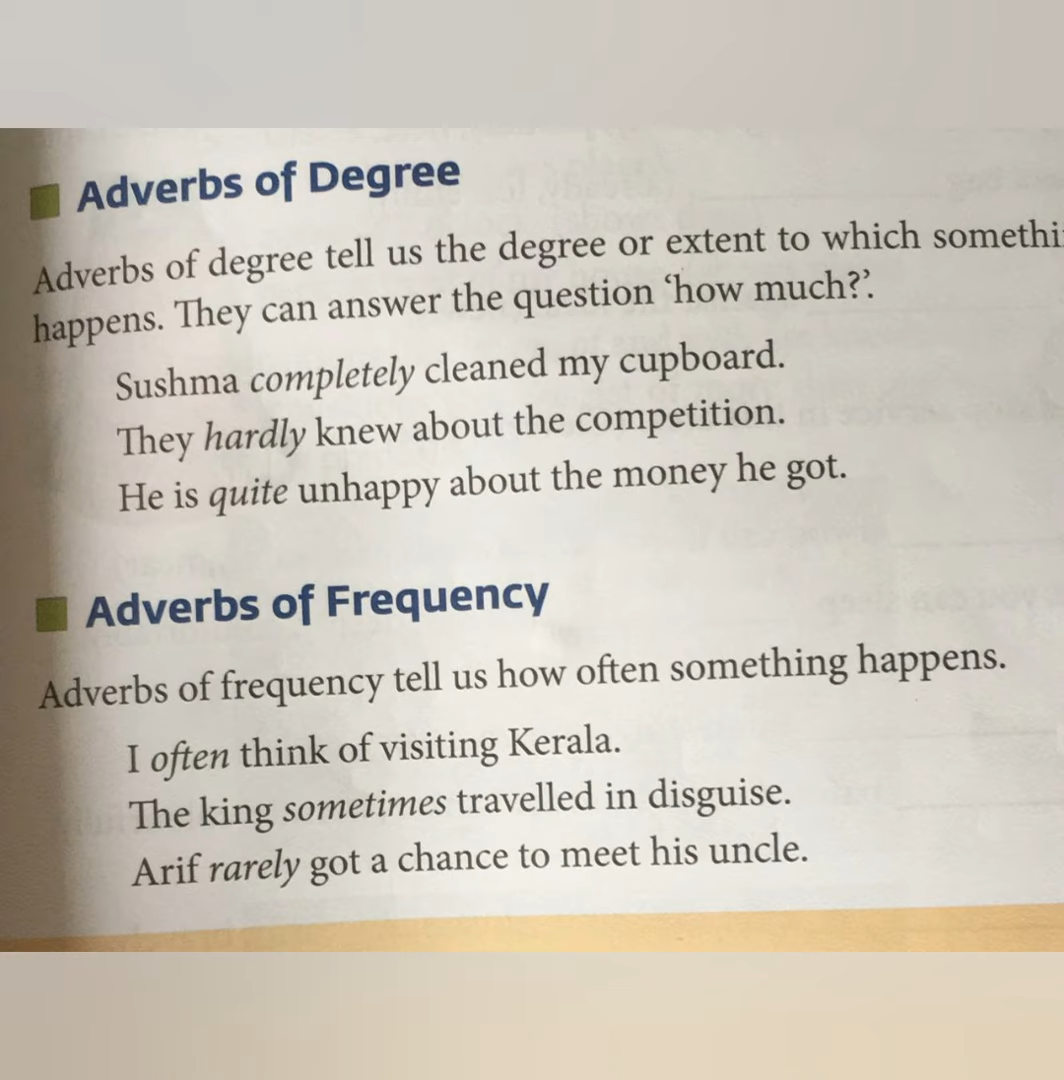 Adverbs of Degree
Adverbs of degree tell us the degree or extent to which somethi
happens. They can answer the question ‘how much?’.
Sushma completely cleaned my cupboard.
They hardly knew about the competition.
He is quite unhappy about the money he got.
Adverbs of Frequency
Adverbs of frequency tell us how often something happens.
I often think of visiting Kerala.
The king sometimes travelled in disguise.
Arif rarely got a chance to meet his uncle.